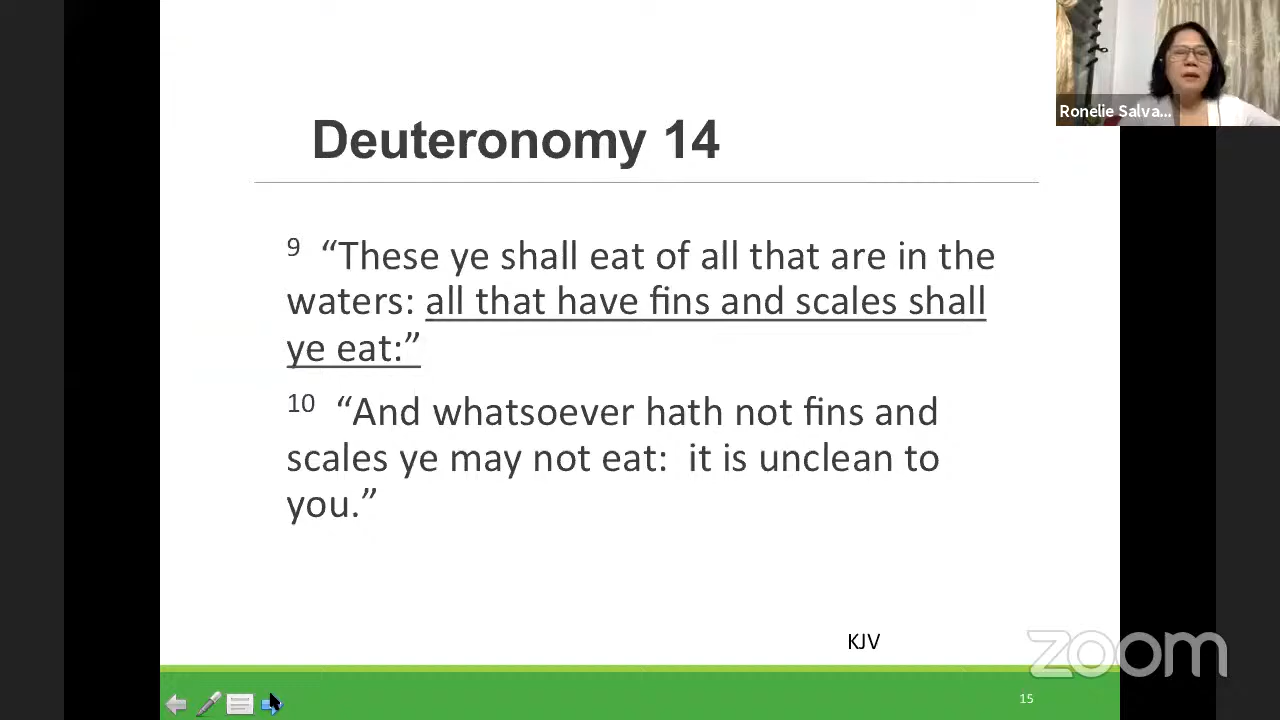 Deuteronomy 14
Ronelie Salva...
9 “These ye shall eat of all that are in the
waters: all that have fins and scales shall
ye eat:”
10 “And whatsoever hath not fins and
scales ye may not eat: it is unclean to
you.”
KJV
zoom
15